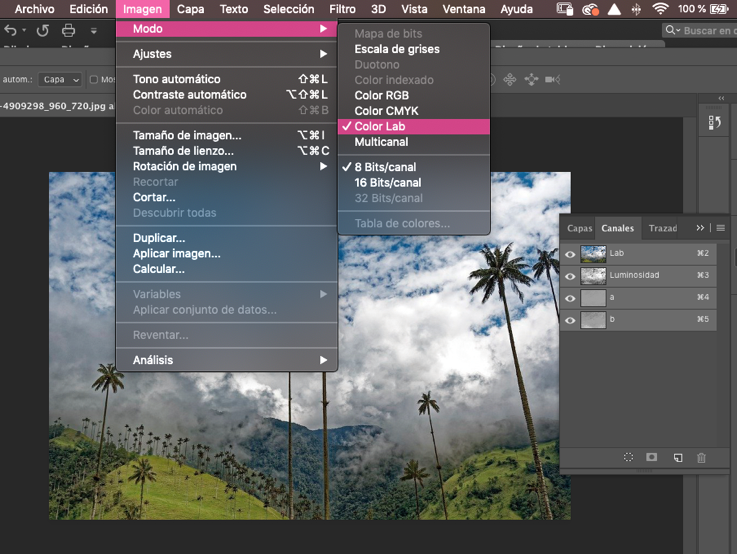 Archivo Edición Imagen Capa Texto Selección Filtro 3D Vista Ventana Ayuda 100 %
Buscar en
autom.: Capa Mos
-4909298_960_720.jpg al
Modo
Ajustes
Tono automático ⇧⌘L
Contraste automático ⌥⇧⌘L
Color automático ⇧⌘B
Tamaño de imagen... ⌥⌘I
Tamaño de lienzo... ⌥⌘C
Rotación de imagen
Recortar
Cortar...
Descubrir todas
Duplicar...
Aplicar imagen...
Calcular...
Variables
Aplicar conjunto de datos...
Reventar...
Análisis
Mapa de bits
Escala de grises
Duotono
Color indexado
Color RGB
Color CMYK
✓ Color Lab
Multicanal
✓ 8 Bits/canal
16 Bits/canal
32 Bits/canal
Tabla de colores...
Capas Canales Trazad
Lab ⌘2
Luminosidad ⌘3
a ⌘4
b ⌘5